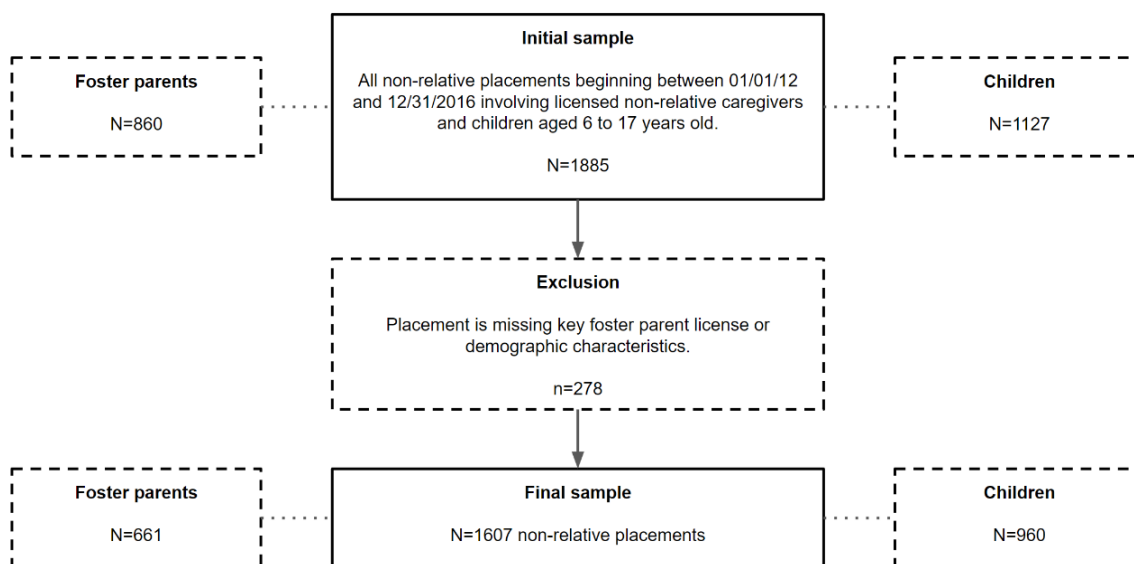 Initial sample
All non-relative placements beginning between 01/01/12
and 12/31/2016 involving licensed non-relative caregivers
and children aged 6 to 17 years old.
N=1885
Foster parents
N=860
Children
N=1127
Exclusion
Placement is missing key foster parent license or
demographic characteristics.
n=278
Foster parents
N=661
Final sample
N=1607 non-relative placements
Children
N=960